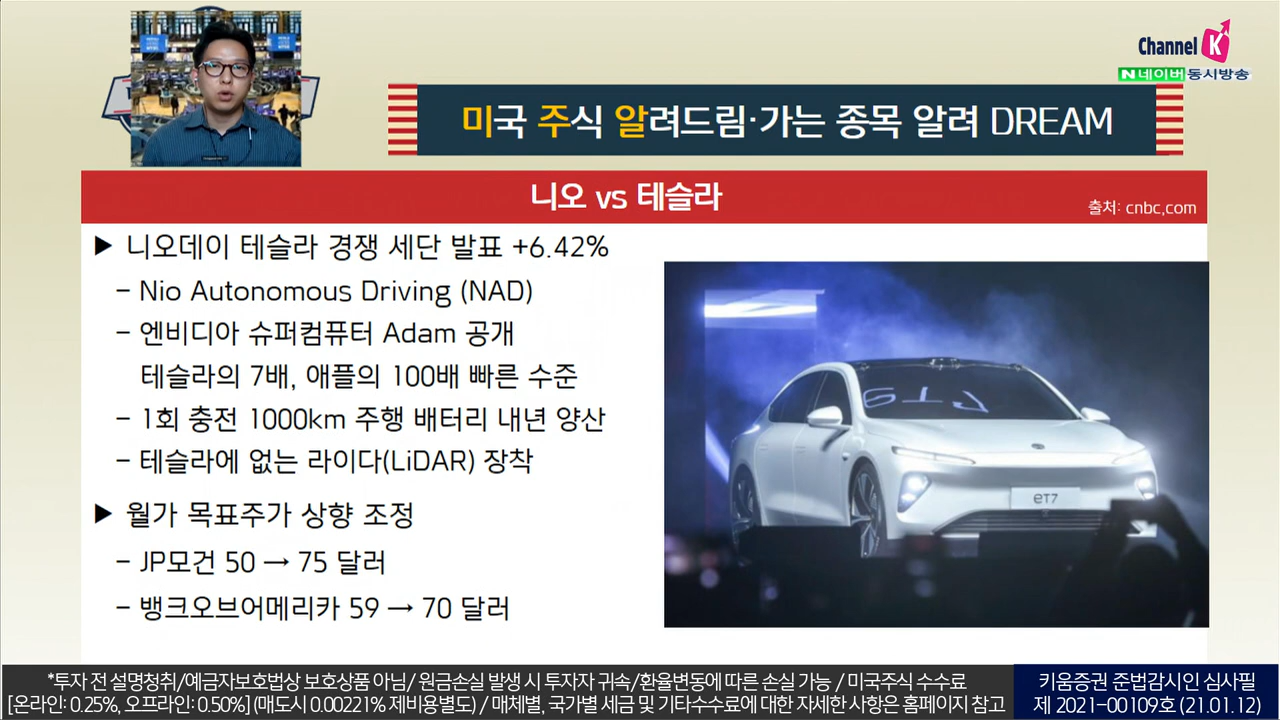 Channel K
N 네이버 동시방송
미국 주식 알려드림·가는 종목 알려 DREAM
니오 vs 테슬라
출처: cnbc,com
▶ 니오데이 테슬라 경쟁 세단 발표 +6.42%
– Nio Autonomous Driving (NAD)
– 엔비디아 슈퍼컴퓨터 Adam 공개
테슬라의 7배, 애플의 100배 빠른 수준
– 1회 충전 1000km 주행 배터리 내년 양산
– 테슬라에 없는 라이다(LiDAR) 장착
▶ 월가 목표주가 상향 조정
– JP모건 50 → 75 달러
– 뱅크오브어메리카 59 → 70 달러
eT7
*투자 전 설명청취/예금자보호법상 보호상품 아님/ 원금손실 발생 시 투자자 귀속/환율변동에 따른 손실 가능 / 미국주식 수수료
[온라인: 0.25%, 오프라인: 0.50%] (매도시 0.00221% 제비용별도) / 매체별, 국가별 세금 및 기타수수료에 대한 자세한 사항은 홈페이지 참고
키움증권 준법감시인 심사필
제 2021-00109호 (21.01.12)